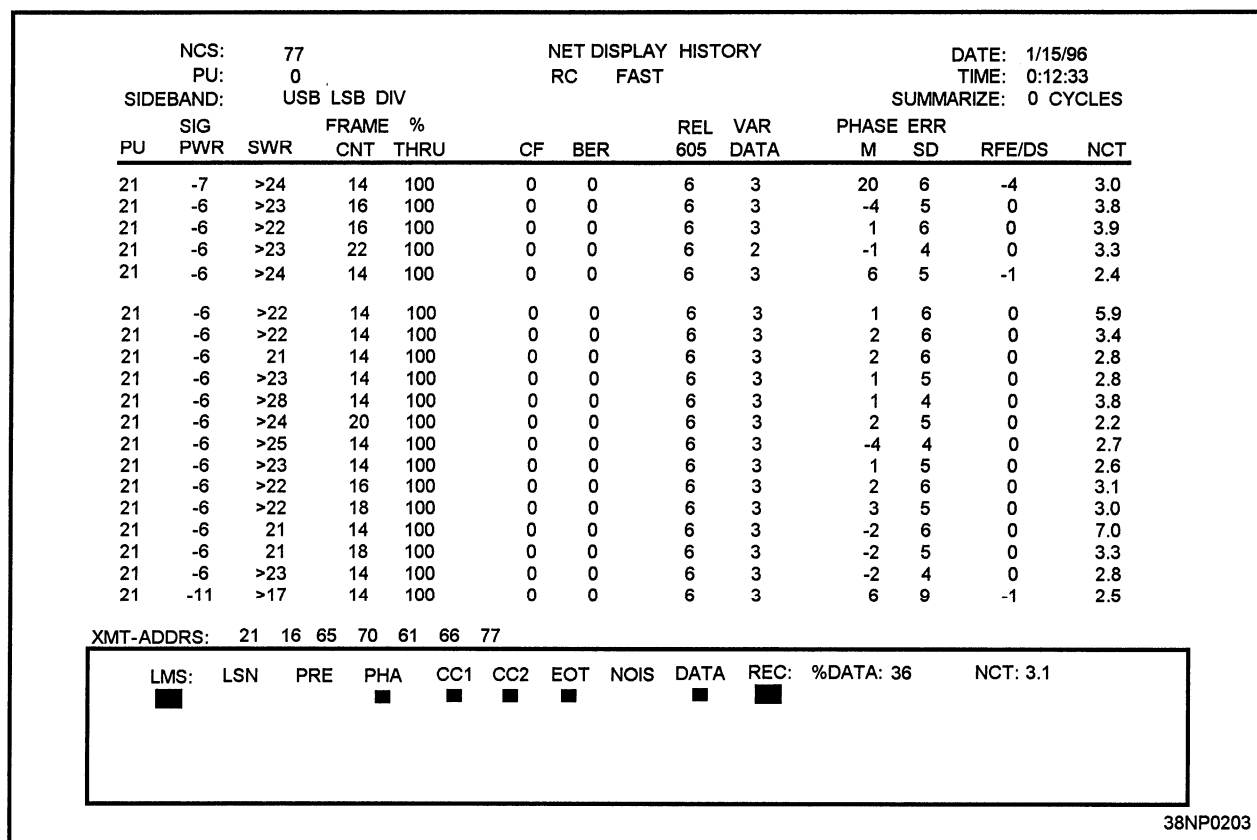 NCS: 77 NET DISPLAY HISTORY DATE: 1/15/96
PU: 0 RC FAST TIME: 0:12:33
SIDEBAND: USB LSB DIV SUMMARIZE: 0 CYCLES
SIG FRAME % REL VAR PHASE ERR
PU PWR SWR CNT THRU CF BER 605 DATA M SD RFE/DS NCT
21 -7 >24 14 100 0 0 6 3 20 6 -4 3.0
21 -6 >23 16 100 0 0 6 3 -4 5 0 3.8
21 -6 >22 16 100 0 0 6 3 1 6 0 3.9
21 -6 >23 22 100 0 0 6 2 -1 4 0 3.3
21 -6 >24 14 100 0 0 6 3 6 5 -1 2.4
21 -6 >22 14 100 0 0 6 3 1 6 0 5.9
21 -6 >22 14 100 0 0 6 3 2 6 0 3.4
21 -6 21 14 100 0 0 6 3 2 6 0 2.8
21 -6 >23 14 100 0 0 6 3 1 5 0 2.8
21 -6 >28 14 100 0 0 6 3 1 4 0 3.8
21 -6 >24 20 100 0 0 6 3 2 5 0 2.2
21 -6 >25 14 100 0 0 6 3 -4 4 0 2.7
21 -6 >23 14 100 0 0 6 3 1 5 0 2.6
21 -6 >22 16 100 0 0 6 3 2 6 0 3.1
21 -6 >22 18 100 0 0 6 3 3 5 0 3.0
21 -6 21 14 100 0 0 6 3 -2 6 0 7.0
21 -6 21 18 100 0 0 6 3 -2 5 0 3.3
21 -6 >23 14 100 0 0 6 3 -2 4 0 2.8
21 -11 >17 14 100 0 0 6 3 6 9 -1 2.5
XMT-ADDRS: 21 16 65 70 61 66 77
LMS: LSN PRE PHA CC1 CC2 EOT NOIS DATA REC: %DATA: 36 NCT: 3.1
38NP0203